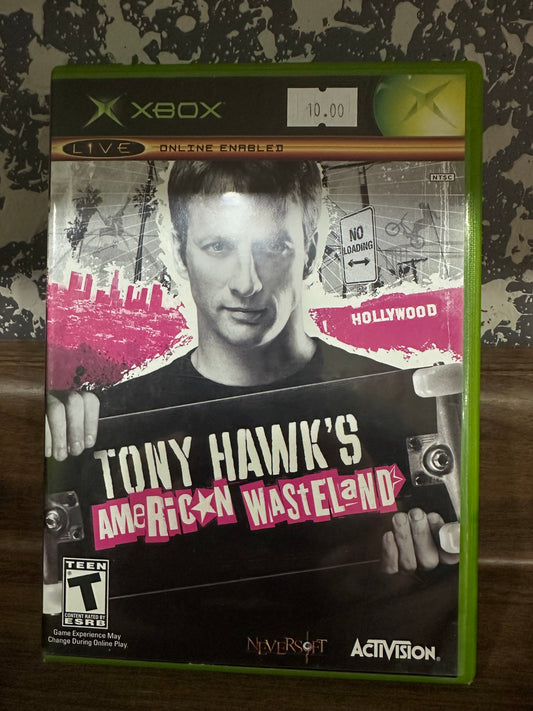 XBOX
10.00
LIVE ONLINE ENABLED
NTSC
NO
LOADING
HOLLYWOOD
TONY HAWK'S
AMERICAN WASTELAND
TEEN
T
CONTENT RATED BY
ESRB
Game Experience May
Change During Online Play
NEVERSOFT
ACTIVISION®